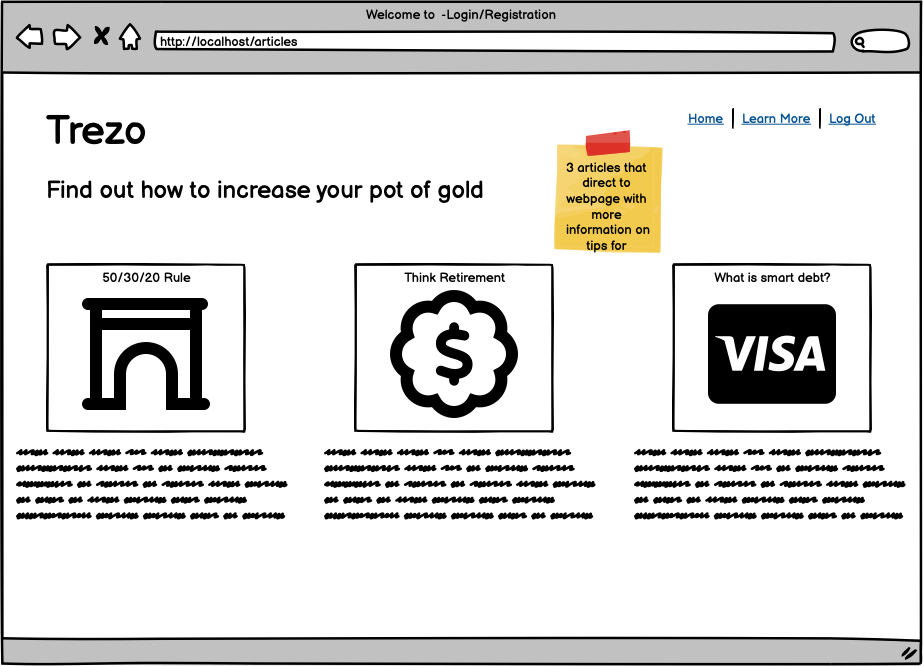 Welcome to -Login/Registration
http://localhost/articles
Trezo
Home
Learn More
Log Out
3 articles that
direct to
webpage with
more
information on
tips for
Find out how to increase your pot of gold
50/30/20 Rule
Think Retirement
What is smart debt?
VISA